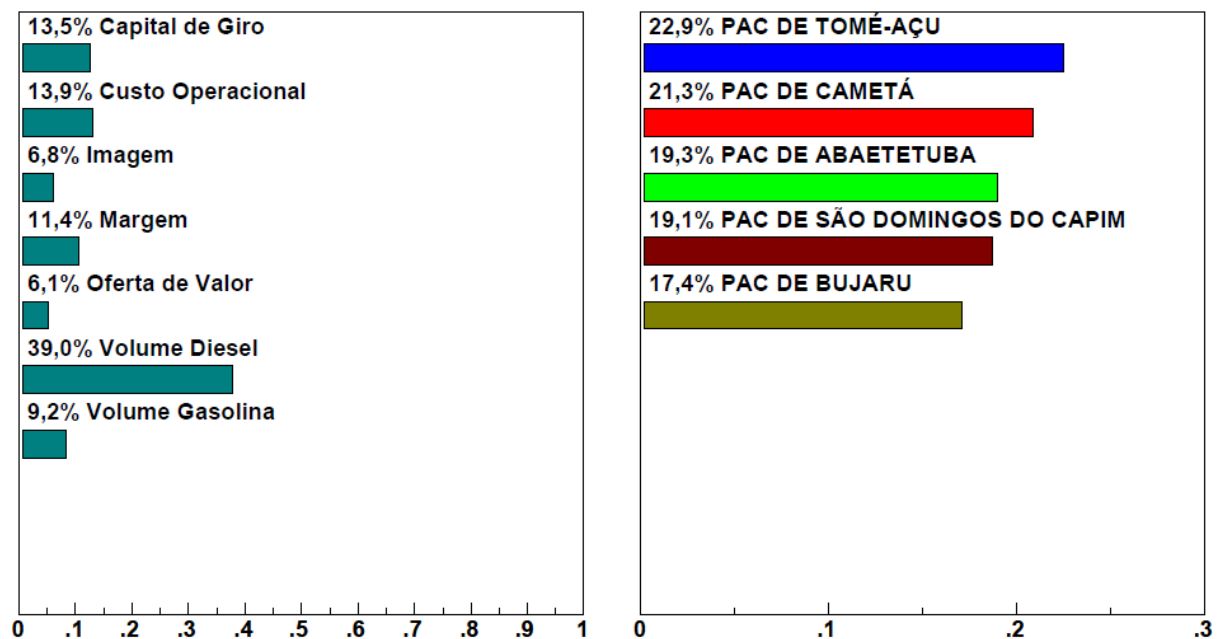 13,5% Capital de Giro
13,9% Custo Operacional
6,8% Imagem
11,4% Margem
6,1% Oferta de Valor
39,0% Volume Diesel
9,2% Volume Gasolina
0 .1 .2 .3 .4 .5 .6 .7 .8 .9 1
22,9% PAC DE TOMÉ-AÇU
21,3% PAC DE CAMETÁ
19,3% PAC DE ABAETETUBA
19,1% PAC DE SÃO DOMINGOS DO CAPIM
17,4% PAC DE BUJARU
0 .1 .2 .3